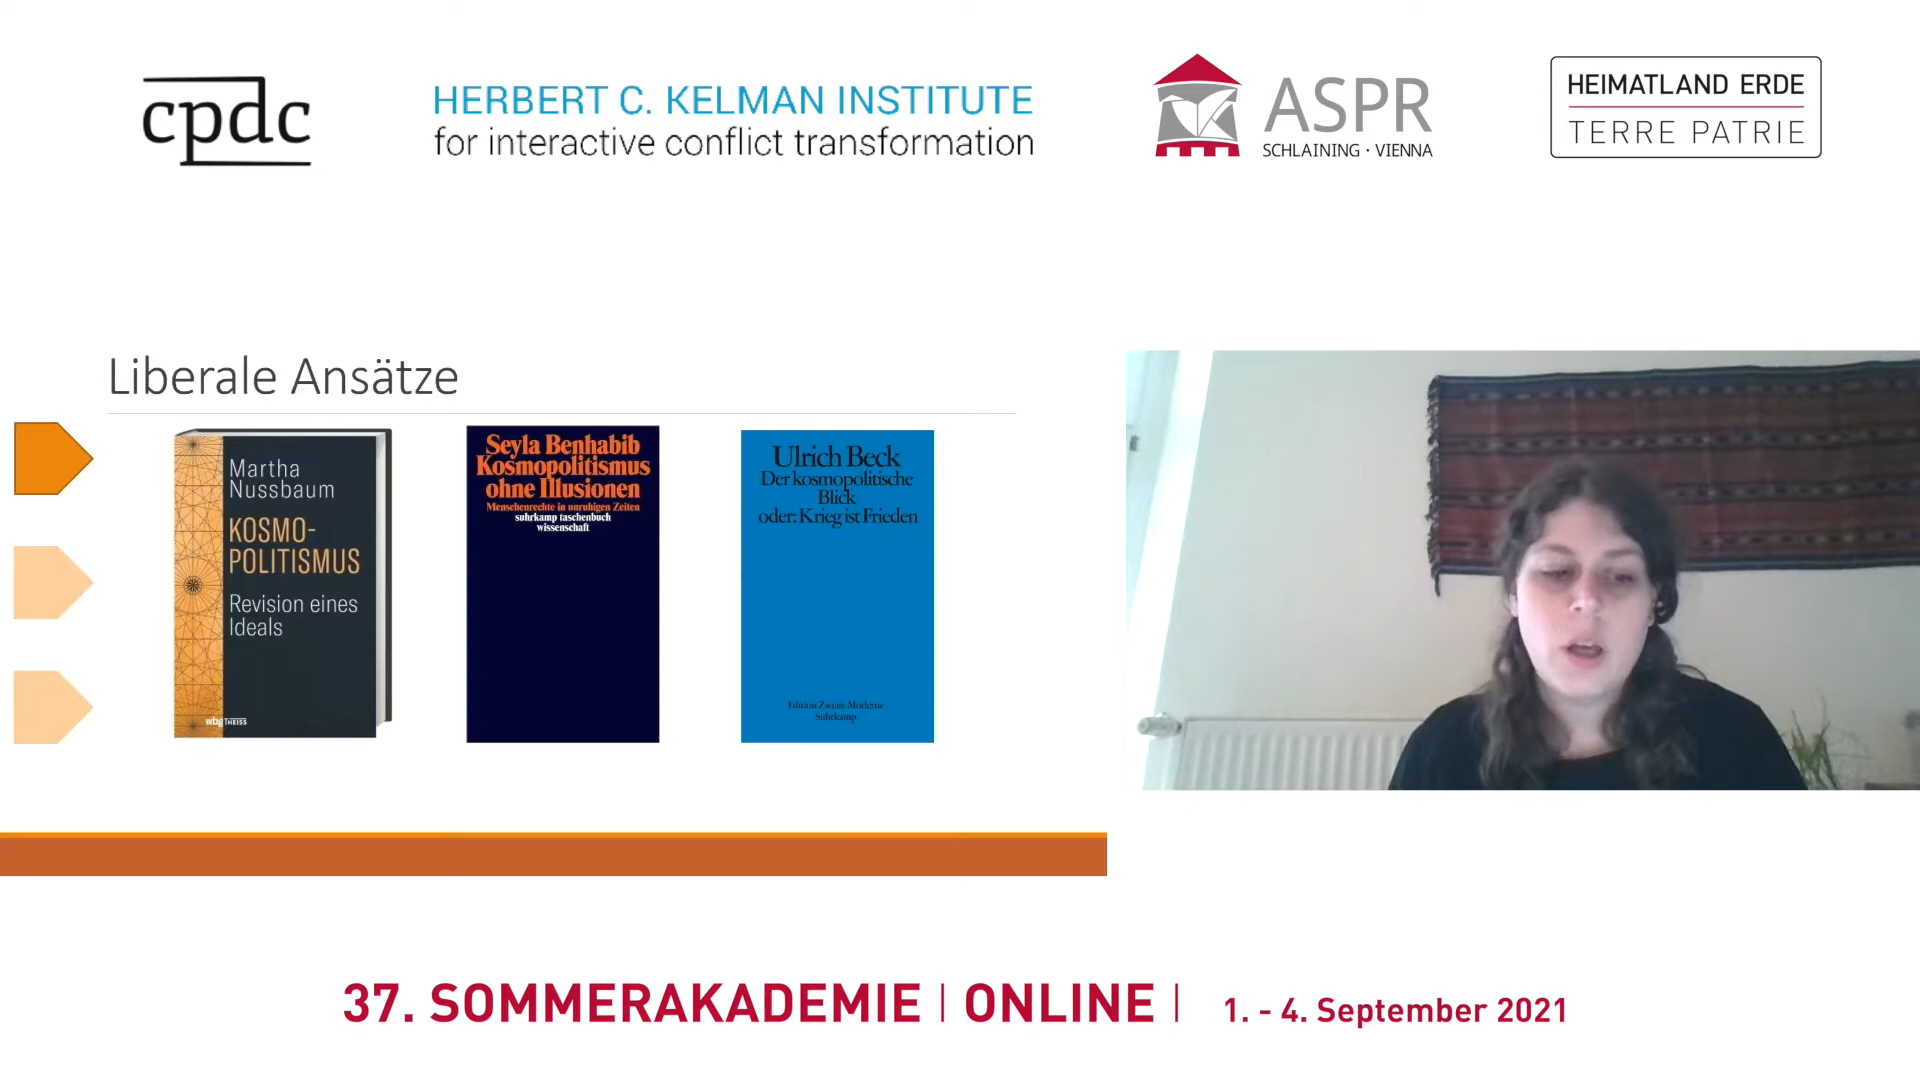 cpdc
HERBERT C. KELMAN INSTITUTE
for interactive conflict transformation
ASPR
SCHLAINING · VIENNA
HEIMATLAND ERDE
TERRE PATRIE
Liberale Ansätze
Martha
Nussbaum
KOSMO-
POLITISMUS
Revision eines
Ideals
wbg THEISS
Seyla Benhabib
Kosmopolitismus
ohne Illusionen
Menschenrechte in unruhigen Zeiten
suhrkamp taschenbuch
wissenschaft
Ulrich Beck
Der kosmopolitische
Blick
oder: Krieg ist Frieden
Edition Zweite Moderne
Suhrkamp
37. SOMMERAKADEMIE | ONLINE | 1. - 4. September 2021